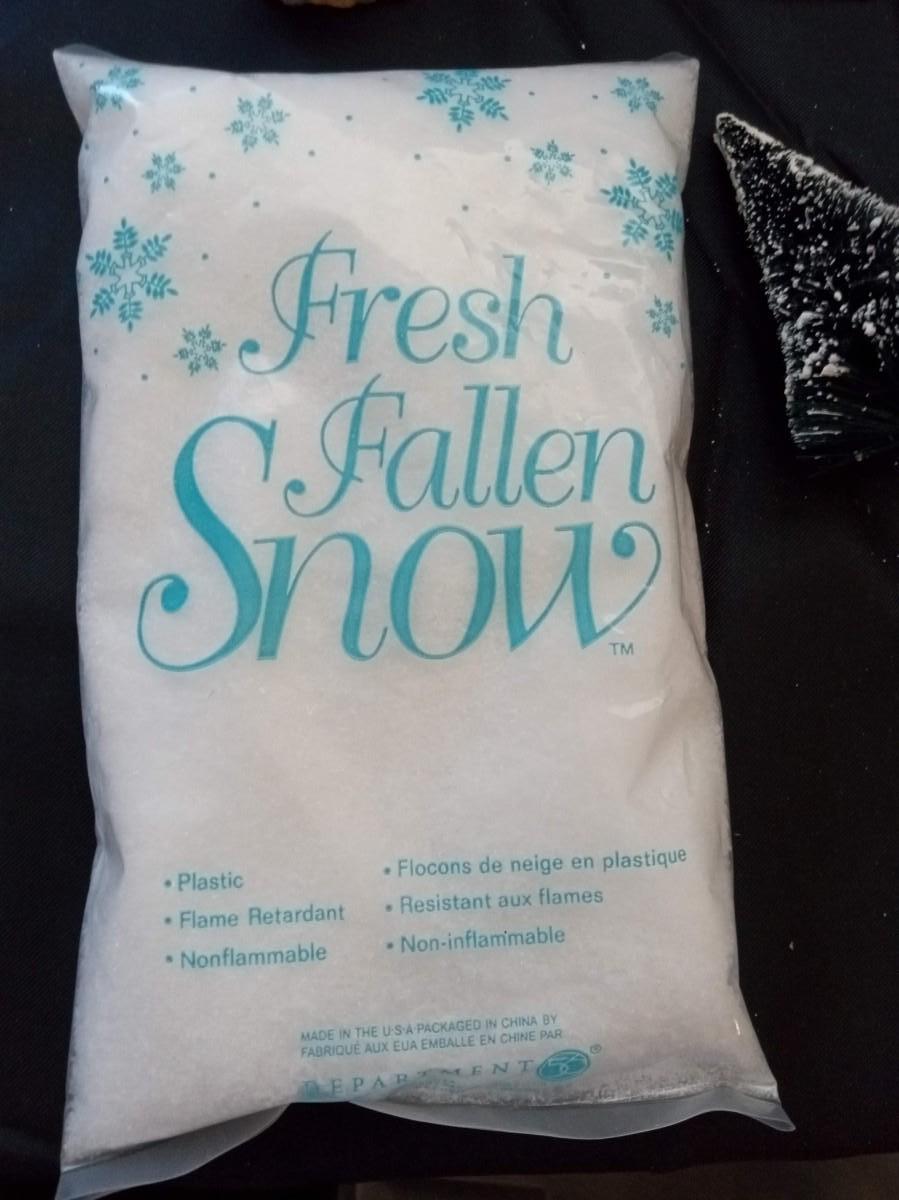 Fresh
Fallen
Snow
TM
• Plastic
• Flame Retardant
• Nonflammable
• Flocons de neige en plastique
• Resistant aux flames
• Non-inflammable
MADE IN THE U·S·A·PACKAGED IN CHINA BY
FABRIQUÉ AUX EUA EMBALLE EN CHINE PAR
DEPARTMENT 56®